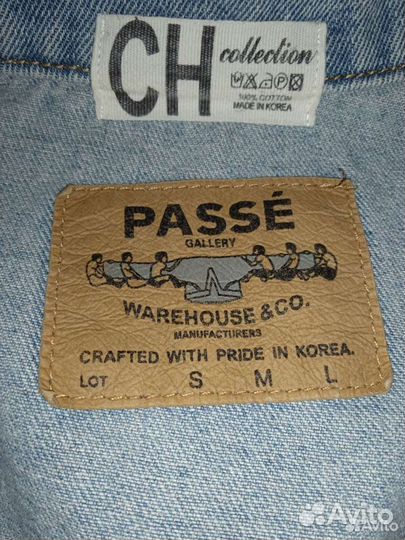 CH collection
100% COTTON
MADE IN KOREA
PASSÉ
GALLERY
WAREHOUSE & CO.
MANUFACTURERS
CRAFTED WITH PRIDE IN KOREA.
LOT S M L
Avito
Avito